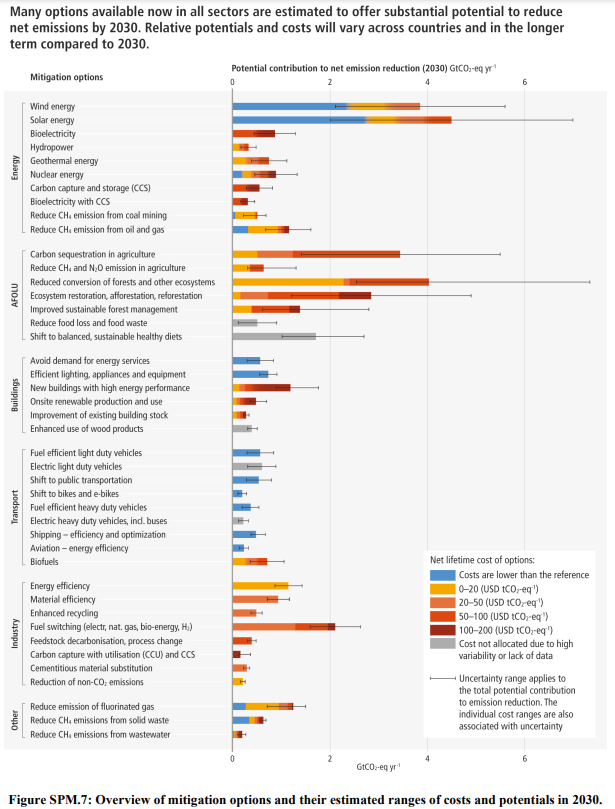 Many options available now in all sectors are estimated to offer substantial potential to reduce
net emissions by 2030. Relative potentials and costs will vary across countries and in the longer
term compared to 2030.
Potential contribution to net emission reduction (2030) GtCO₂-eq yr⁻¹
Mitigation options
0 2 4 6
Energy
Wind energy
Solar energy
Bioelectricity
Hydropower
Geothermal energy
Nuclear energy
Carbon capture and storage (CCS)
Bioelectricity with CCS
Reduce CH₄ emission from coal mining
Reduce CH₄ emission from oil and gas
AFOLU
Carbon sequestration in agriculture
Reduce CH₄ and N₂O emission in agriculture
Reduced conversion of forests and other ecosystems
Ecosystem restoration, afforestation, reforestation
Improved sustainable forest management
Reduce food loss and food waste
Shift to balanced, sustainable healthy diets
Buildings
Avoid demand for energy services
Efficient lighting, appliances and equipment
New buildings with high energy performance
Onsite renewable production and use
Improvement of existing building stock
Enhanced use of wood products
Transport
Fuel efficient light duty vehicles
Electric light duty vehicles
Shift to public transportation
Shift to bikes and e-bikes
Fuel efficient heavy duty vehicles
Electric heavy duty vehicles, incl. buses
Shipping – efficiency and optimization
Aviation – energy efficiency
Biofuels
Industry
Energy efficiency
Material efficiency
Enhanced recycling
Fuel switching (electr, nat. gas, bio-energy, H₂)
Feedstock decarbonisation, process change
Carbon capture with utilisation (CCU) and CCS
Cementitious material substitution
Reduction of non-CO₂ emissions
Other
Reduce emission of fluorinated gas
Reduce CH₄ emissions from solid waste
Reduce CH₄ emissions from wastewater
0 2 4 6
GtCO₂-eq yr⁻¹
Net lifetime cost of options:
Costs are lower than the reference
0–20 (USD tCO₂-eq⁻¹)
20–50 (USD tCO₂-eq⁻¹)
50–100 (USD tCO₂-eq⁻¹)
100–200 (USD tCO₂-eq⁻¹)
Cost not allocated due to high
variability or lack of data
Uncertainty range applies to
the total potential contribution
to emission reduction. The
individual cost ranges are also
associated with uncertainty
Figure SPM.7: Overview of mitigation options and their estimated ranges of costs and potentials in 2030.